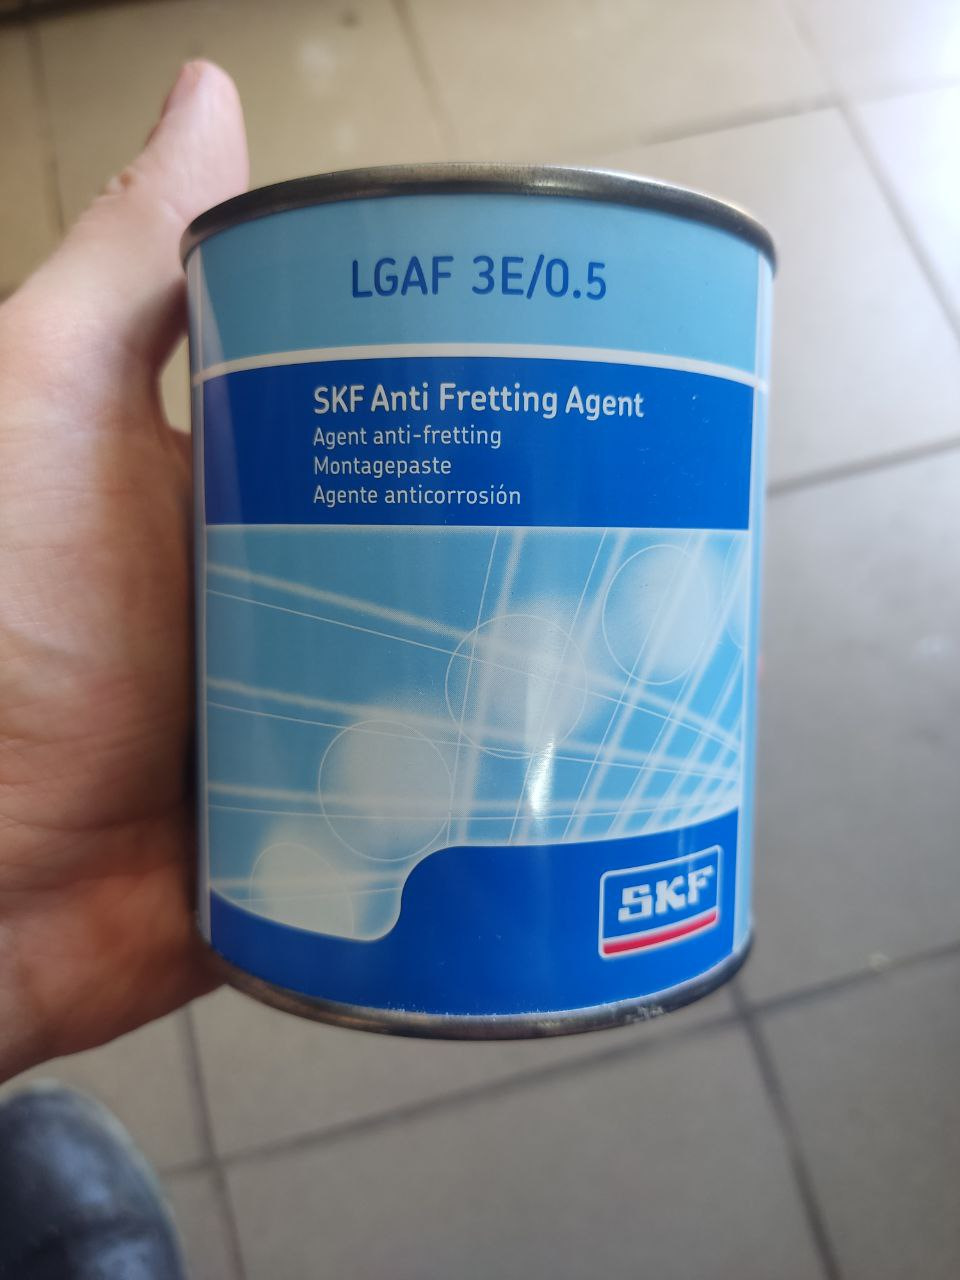 LGAF 3E/0.5
SKF Anti Fretting Agent
Agent anti-fretting
Montagepaste
Agente anticorrosión
SKF